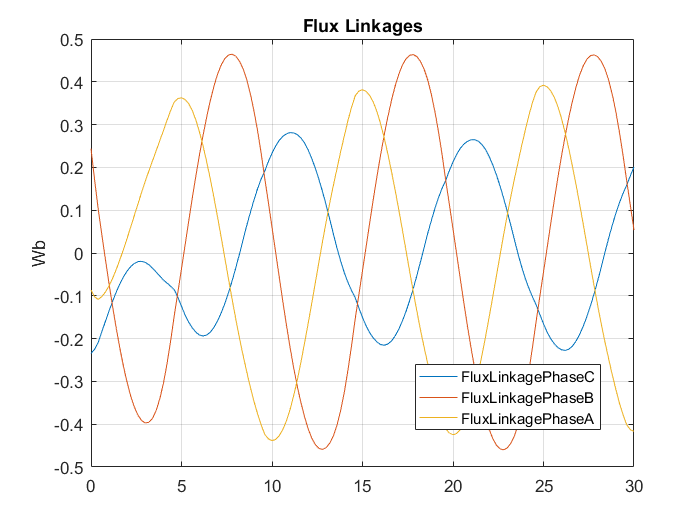 Flux Linkages
0.5
0.4
0.3
0.2
0.1
0
-0.1
-0.2
-0.3
-0.4
-0.5
Wb
FluxLinkagePhaseC
FluxLinkagePhaseB
FluxLinkagePhaseA
0 5 10 15 20 25 30